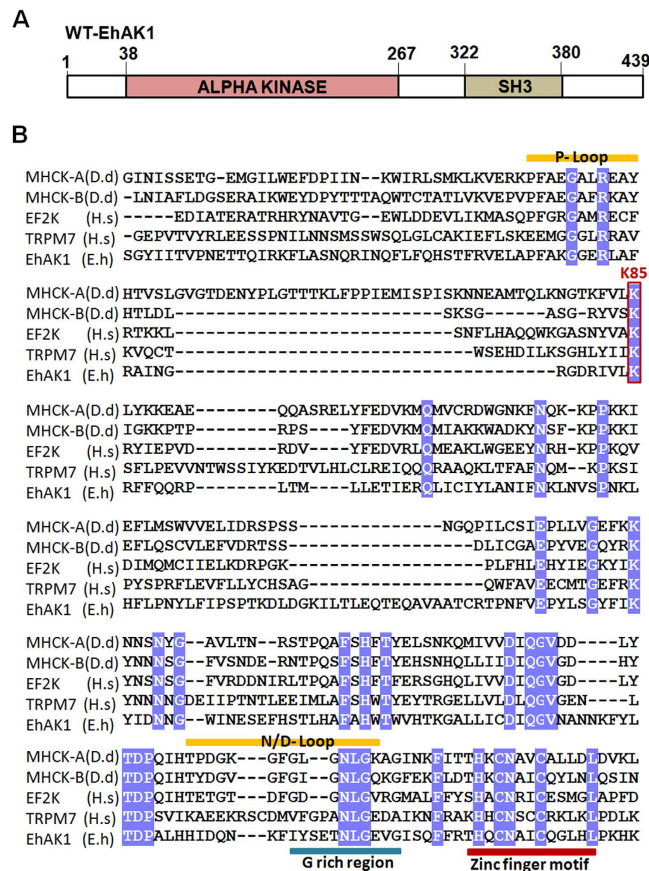 A
WT-EhAK1
1 38 267 322 380 439
ALPHA KINASE SH3
B
P- Loop
MHCK-A(D.d) GINISSETG-EMGILWEFDPIIN--KWIRLSMKLKVERKPFAEGALREAY
MHCK-B(D.d) -LNIAFLDGSERAIKWEYDPYTTTAQWTCTATLVKVEPVPFAEGAFRKAY
EF2K (H.s) -----EDIATERATRHRYNAVTG-EWLDDEVLIKMASQPFGRGAMRECF
TRPM7 (H.s) -GEPVTVYRLEESSPNILNNSMSSWSQLGLCAKIEFLSKEEMGGGLRRAV
EhAK1 (E.h) SGYIITVPNETTQIRKFLASNQRINQFLFQHSTFRVELAPFAKGGERLAF
K85
MHCK-A(D.d) HTVSLGVGTDENYPLGTTTKLFPPIEMISPISKNNEAMTQLKNGTKFVLK
MHCK-B(D.d) HTLDL----------------------------SKSG------ASG-RYVSK
EF2K (H.s) RTKKL----------------------------SNFLHAQQWKGASNYVAK
TRPM7 (H.s) KVQCT---------------------------WSEHDILKSGHLYIIK
EhAK1 (E.h) RAING----------------------------------RGDRIVLK
MHCK-A(D.d) LYKKEAE--------QQASRELYFEDVKMQMVCRDWGNKFNQK-KPPKKI
MHCK-B(D.d) IGKKPTP--------RPS---YFEDVKMQMIAKKWADKYNSF-KPPKKI
EF2K (H.s) RYIEPVD--------RDV---YFEDVRLQMEAKLWGEEYNRH-KPPKQV
TRPM7 (H.s) SFLPEVVNTWSSIYKEDTVLHLCLREIQQQRAAQKLTFAFNQM--KPKSI
EhAK1 (E.h) RFFQQRP--------LTM---LLETIERQLICIYLANIFNKLNVSPNKL
MHCK-A(D.d) EFLMSWVVELIDRSPSS---------------NGQPILCSIEPLLVGEFKK
MHCK-B(D.d) EFLQSCVLEFVDRTSS------------------DLICGAEPYVEGQYRK
EF2K (H.s) DIMQMCIIELKDRPGK------------------PLFHLEHYIEGKYIK
TRPM7 (H.s) PYSPRFLEVFLLYCHSAG----------------QWFAVEECMTGEFRK
EhAK1 (E.h) HFLPNYLFIPSPTKDLDGKILTLEQTEQAVAATCRTPNFVEPYLSGYFIK
MHCK-A(D.d) NNSNYG--AVLTN--RSTPQAFSHFTYELSNKQMIVVDIQGVDD----LY
MHCK-B(D.d) NNSNNG--FVSNDE-RNTPQSFSHFTYEHSNHQLLIIDIQGVGD----HY
EF2K (H.s) YNSNSG--FVRDDNIRLTPQAFSHFTFERSGHQLIVVDIQGVGD----LY
TRPM7 (H.s) YNNNNGDEIIPTNTLEEIMLAFSHWTYEYTRGELLVLDLQGVGEN----L
EhAK1 (E.h) YIDNNG--WINESEFHSTLHAFAHWTWVHTKGALLICDIQGVNANNKFYL
N/D- Loop
MHCK-A(D.d) TDPQIHTPDGK---GFGL--GNLGKAGINKFITTHKCNAVCALLDLDVKL
MHCK-B(D.d) TDPQIHTYDGV---GFGI--GNLGQKGFEKFLDTHKCNAICQYLNLQSIN
EF2K (H.s) TDPQIHTETGT---DFGD--GNLGVRGMALFFYSHACNRICESMGLAPFD
TRPM7 (H.s) TDPSVIKAEEKRSCDMVFGPANLGEDAIKNFRAKHHCNSCCRKLKLPDLK
EhAK1 (E.h) TDPALHHIDQN---KFIYSETNLGEVGISQFFRTHQCNAICQGLHLPKHK
G rich region Zinc finger motif